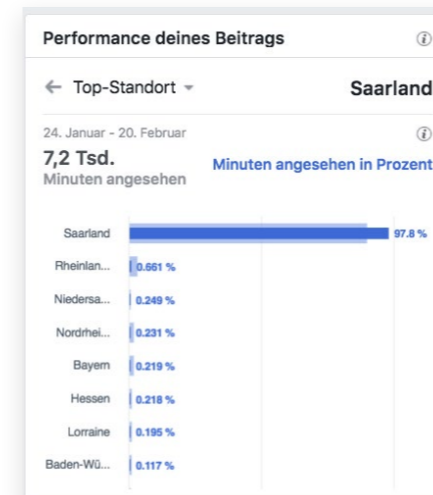 Performance deines Beitrags
Top-Standort Saarland
24. Januar - 20. Februar
7,2 Tsd.
Minuten angesehen
Minuten angesehen in Prozent
Saarland 97.8 %
Rheinlan... 0.661 %
Niedersa... 0.249 %
Nordrhei... 0.231 %
Bayern 0.219 %
Hessen 0.218 %
Lorraine 0.195 %
Baden-Wü... 0.117 %